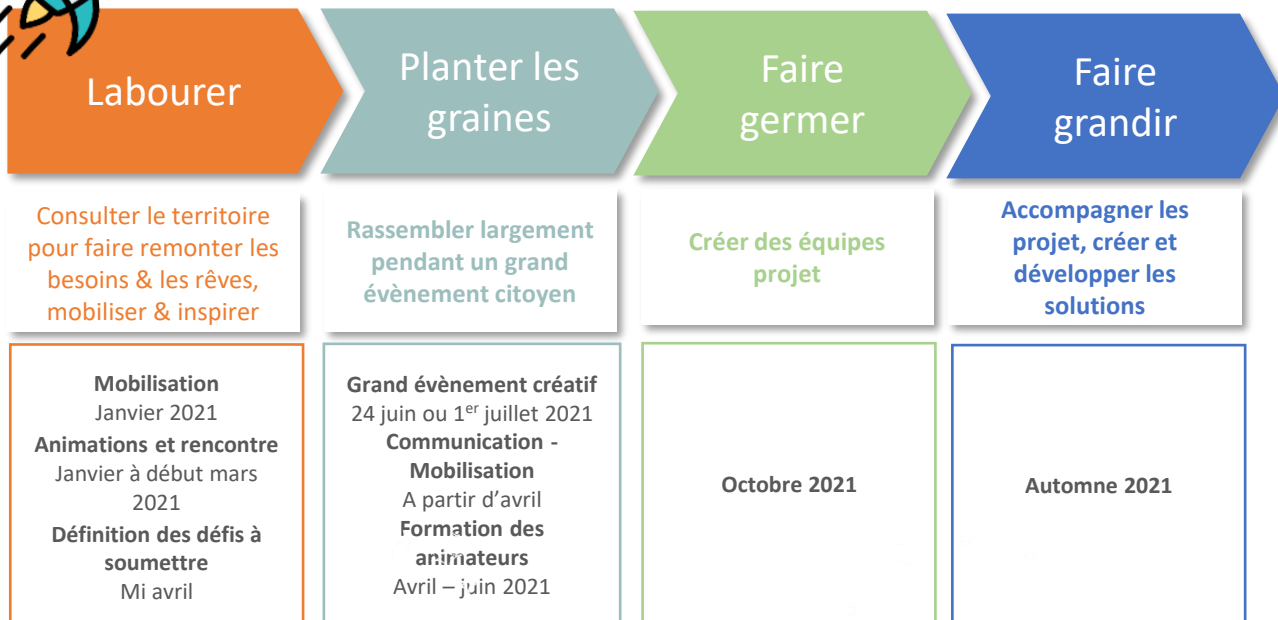 Labourer
Planter les
graines
Faire
germer
Faire
grandir
Consulter le territoire
pour faire remonter les
besoins & les rêves,
mobiliser & inspirer
Rassembler largement
pendant un grand
évènement citoyen
Créer des équipes
projet
Accompagner les
projet, créer et
développer les
solutions
Mobilisation
Janvier 2021
Animations et rencontre
Janvier à début mars
2021
Définition des défis à
soumettre
Mi avril
Grand évènement créatif
24 juin ou 1er juillet 2021
Communication -
Mobilisation
A partir d’avril
Formation des
animateurs
Avril – juin 2021
Octobre 2021
Automne 2021